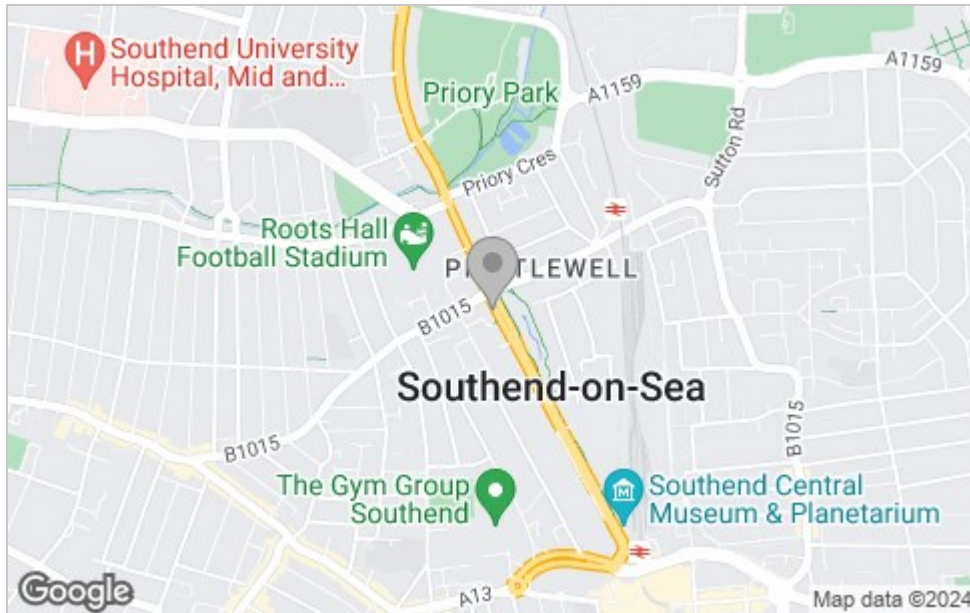 Southend University
Hospital, Mid and...
Priory Park
A1159
A1159
Sutton Rd
Priory Cres
Roots Hall
Football Stadium
B1015
Southend-on-Sea
B1015
B1015
The Gym Group
Southend
Southend Central
Museum & Planetarium
A13
Google
Map data ©2024